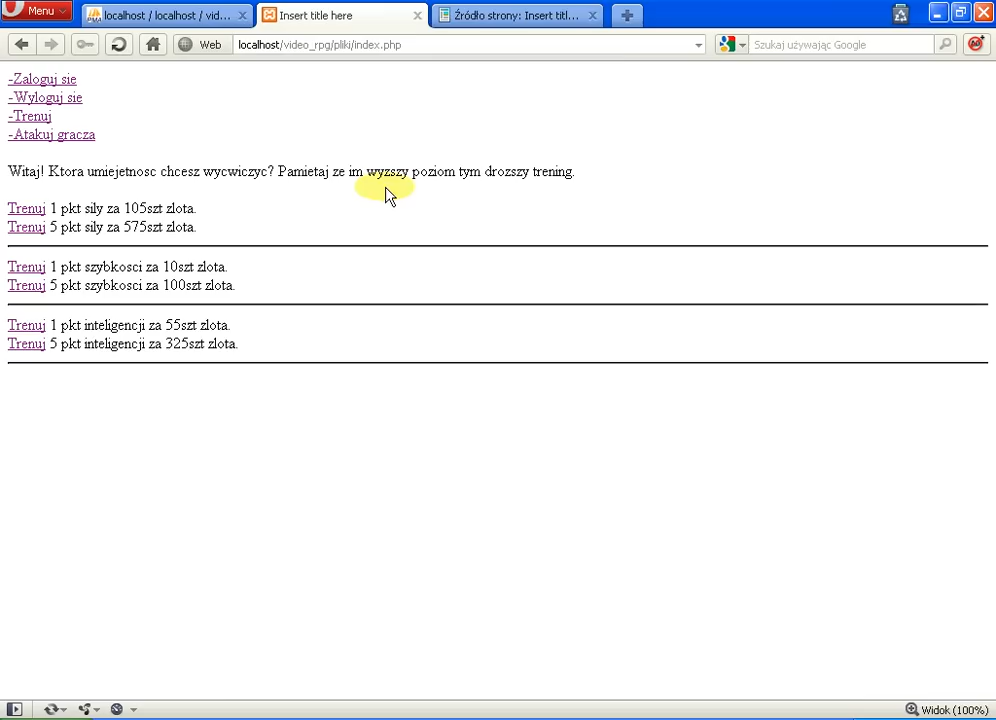 Menu
localhost / localhost / vid...
Insert title here
Źródło strony: Insert titl...
Web
localhost/video_rpg/pliki/index.php
Szukaj używając Google
-Zaloguj sie
-Wyloguj sie
-Trenuj
-Atakuj gracza
Witaj! Ktora umiejetnosc chcesz wycwiczyc? Pamietaj ze im wyzszy poziom tym drozszy trening.
Trenuj 1 pkt sily za 105szt zlota.
Trenuj 5 pkt sily za 575szt zlota.
Trenuj 1 pkt szybkosci za 10szt zlota.
Trenuj 5 pkt szybkosci za 100szt zlota.
Trenuj 1 pkt inteligencji za 55szt zlota.
Trenuj 5 pkt inteligencji za 325szt zlota.
Widok (100%)